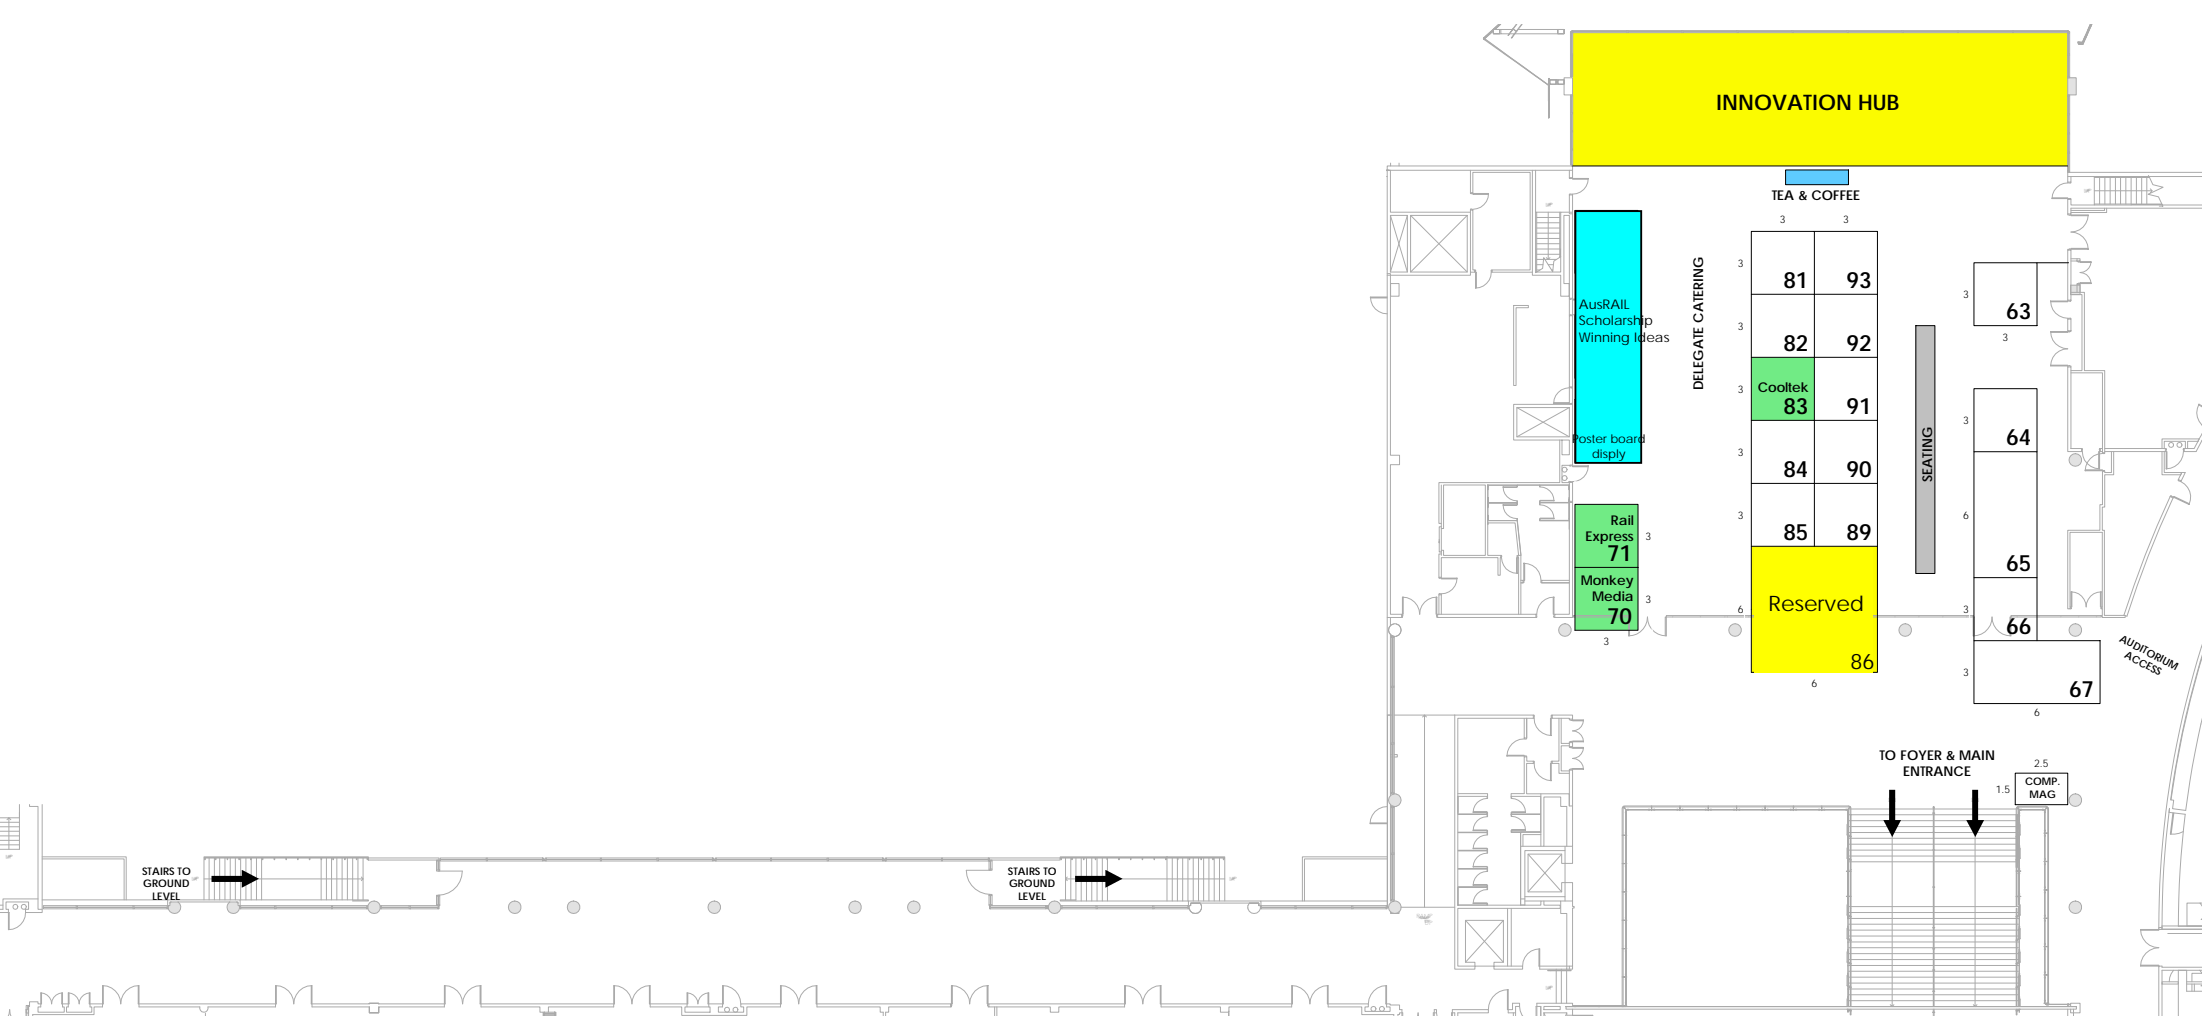 INNOVATION HUB
TEA & COFFEE
3
3
AusRAIL
Scholarship
Winning Ideas
Poster board
disply
DELEGATE CATERING
3
81
93
3
82
92
3
Cooltek
83
91
3
84
90
3
85
89
6
Reserved
86
6
SEATING
3
63
3
3
64
6
65
3
66
3
67
6
Rail
Express
71
3
Monkey
Media
70
3
3
AUDITORIUM
ACCESS
TO FOYER & MAIN
ENTRANCE
2.5
1.5
COMP.
MAG
STAIRS TO
GROUND
LEVEL
STAIRS TO
GROUND
LEVEL